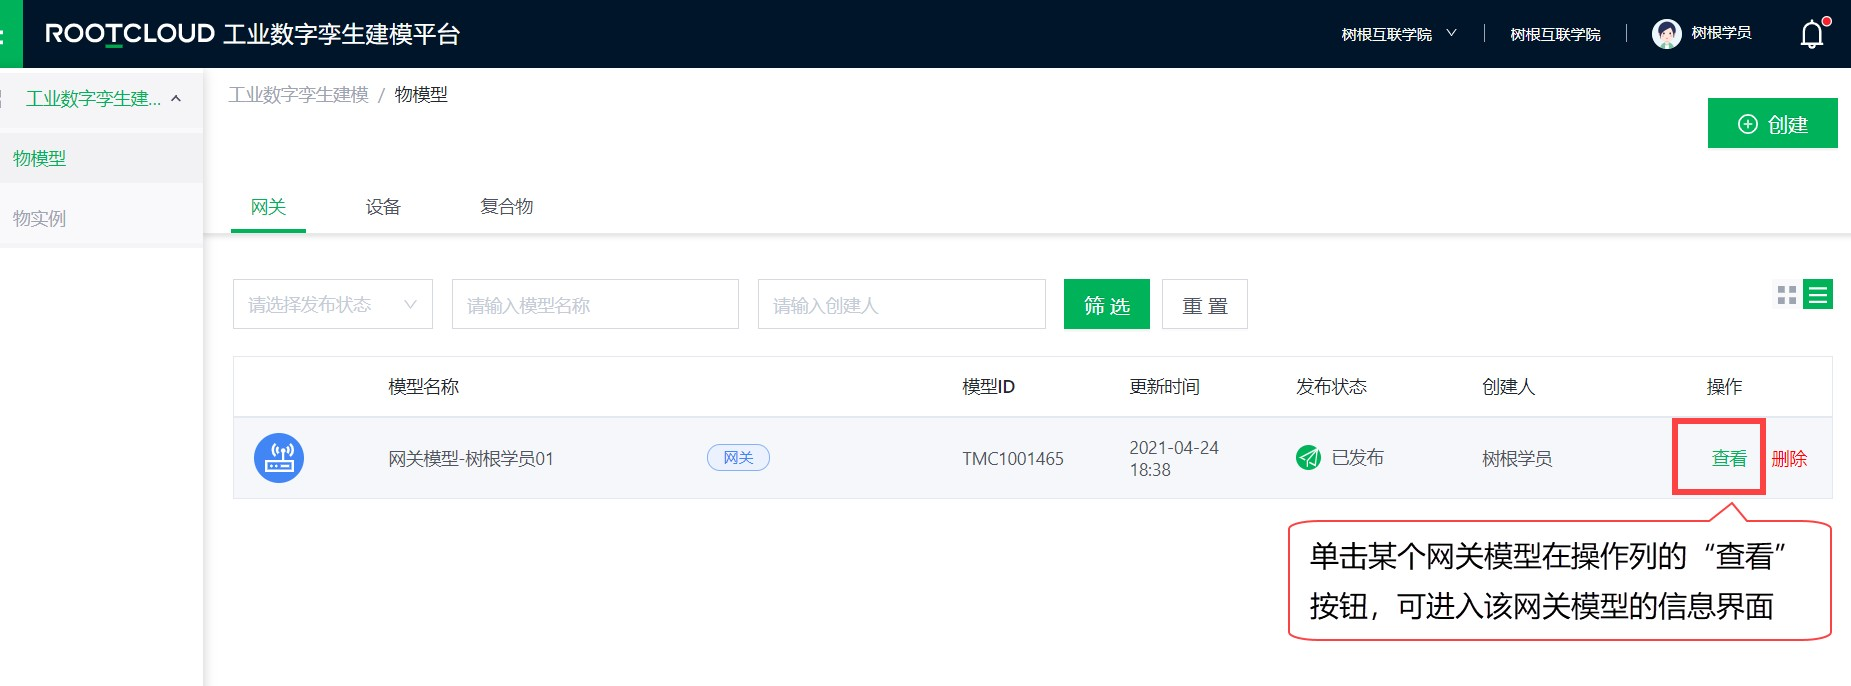 ROOTCLOUD 工业数字孪生建模平台
树根互联学院
树根互联学院
树根学员
工业数字孪生建...
物模型
物实例
工业数字孪生建模 / 物模型
创建
网关
设备
复合物
请选择发布状态
请输入模型名称
请输入创建人
筛选
重置
模型名称
模型ID
更新时间
发布状态
创建人
操作
网关模型-树根学员01
网关
TMC1001465
2021-04-24
18:38
已发布
树根学员
查看
删除
单击某个网关模型在操作列的“查看”
按钮，可进入该网关模型的信息界面